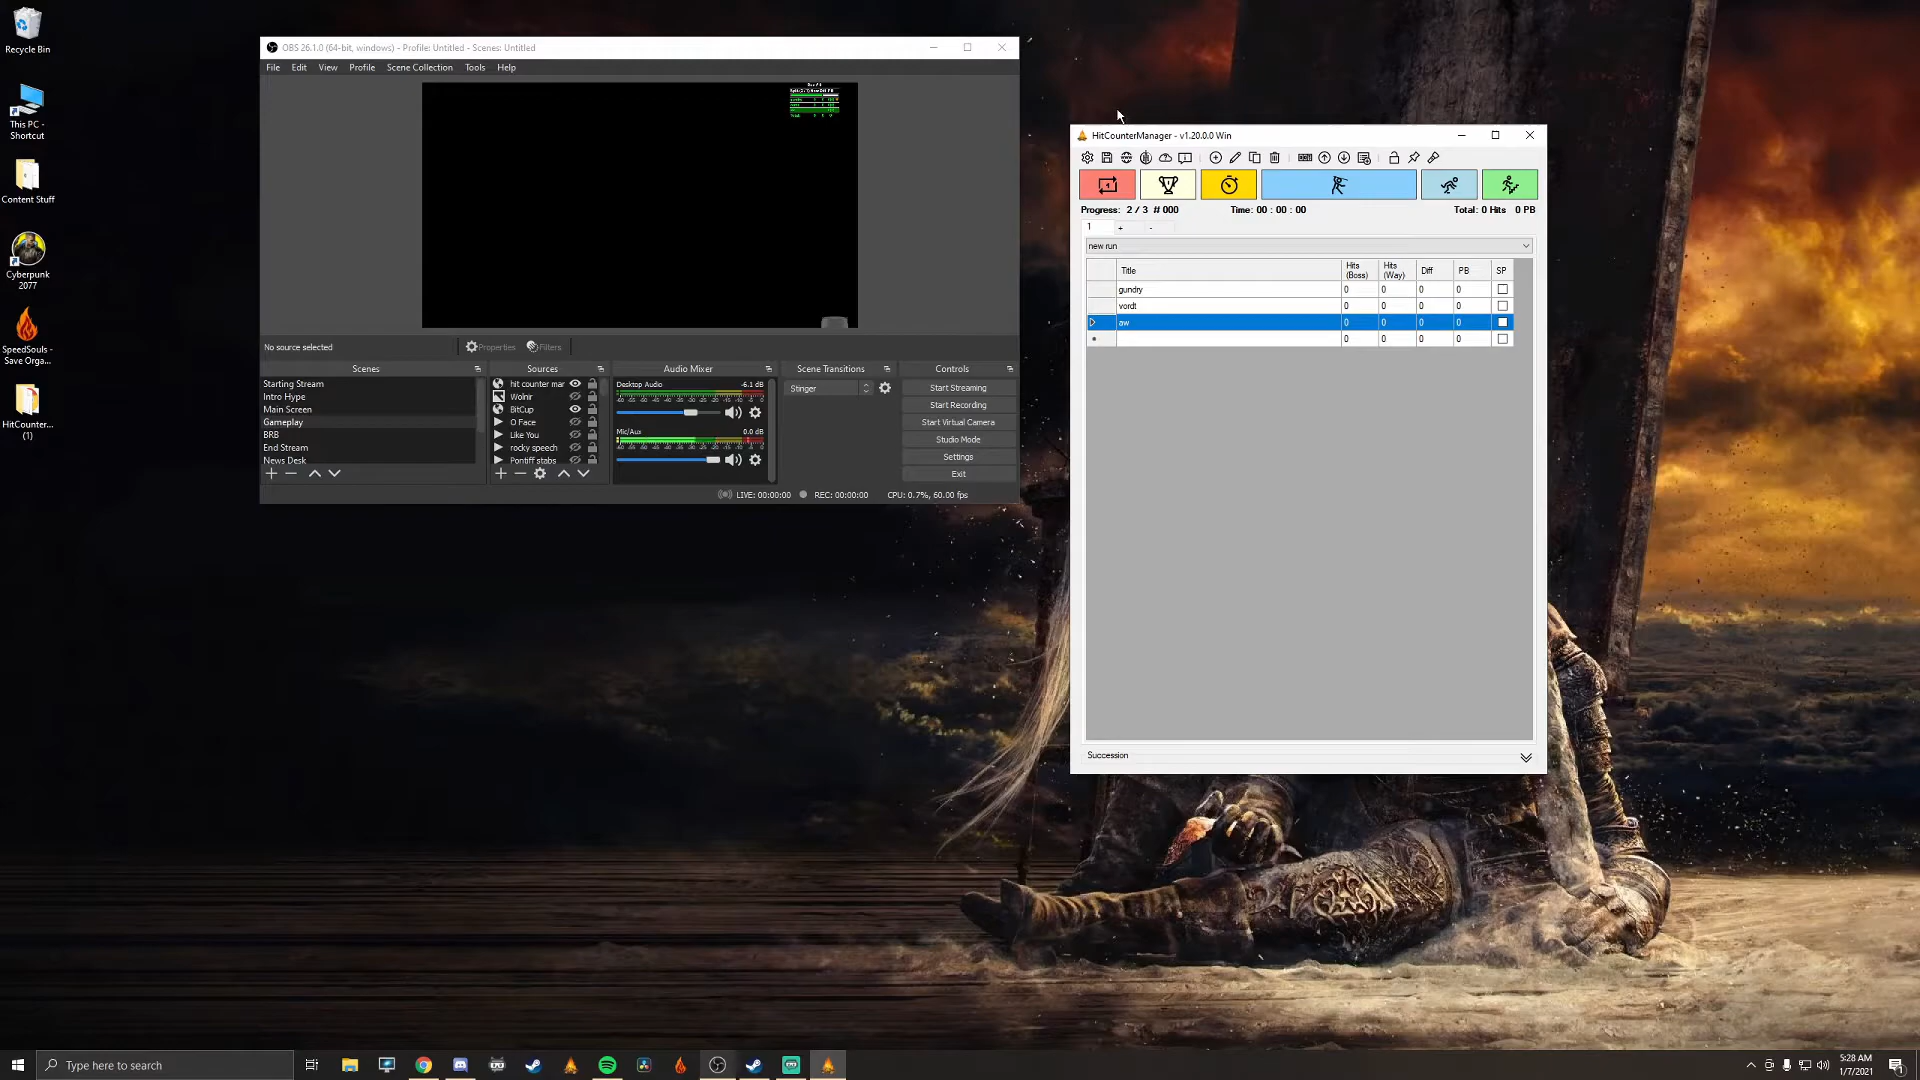 Recycle Bin
This PC -
Shortcut
Content Stuff
Cyberpunk
2077
SpeedSouls -
Save Orga...
HitCounter...
(1)
OBS 26.1.0 (64-bit, windows) - Profile: Untitled - Scenes: Untitled
File Edit View Profile Scene Collection Tools Help
No source selected
Properties Filters
Scenes Sources Audio Mixer Scene Transitions Controls
Starting Stream
Intro Hype
Main Screen
Gameplay
BRB
End Stream
News Desk
hit counter mar
Wolnir
BitCup
O Face
Like You
rocky speech
Pontiff stabs
Desktop Audio -6.1 dB
Mic/Aux 0.0 dB
Stinger
Start Streaming
Start Recording
Start Virtual Camera
Studio Mode
Settings
Exit
LIVE: 00:00:00 REC: 00:00:00 CPU: 0.7%, 60.00 fps
HitCounterManager - v1.20.0.0 Win
Progress: 2 / 3 # 000 Time: 00 : 00 : 00 Total: 0 Hits 0 PB
1 + -
new run
Title Hits (Boss) Hits (Way) Diff PB SP
gundry 0 0 0 0
vordt 0 0 0 0
aw 0 0 0 0
0 0 0 0
Succession
Type here to search
5:28 AM
1/7/2021